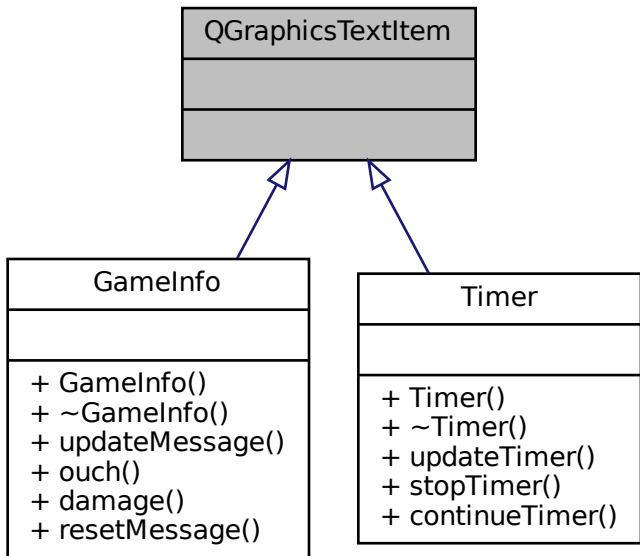 QGraphicsTextItem
GameInfo
+ GameInfo()
+ ~GameInfo()
+ updateMessage()
+ ouch()
+ damage()
+ resetMessage()
Timer
+ Timer()
+ ~Timer()
+ updateTimer()
+ stopTimer()
+ continueTimer()